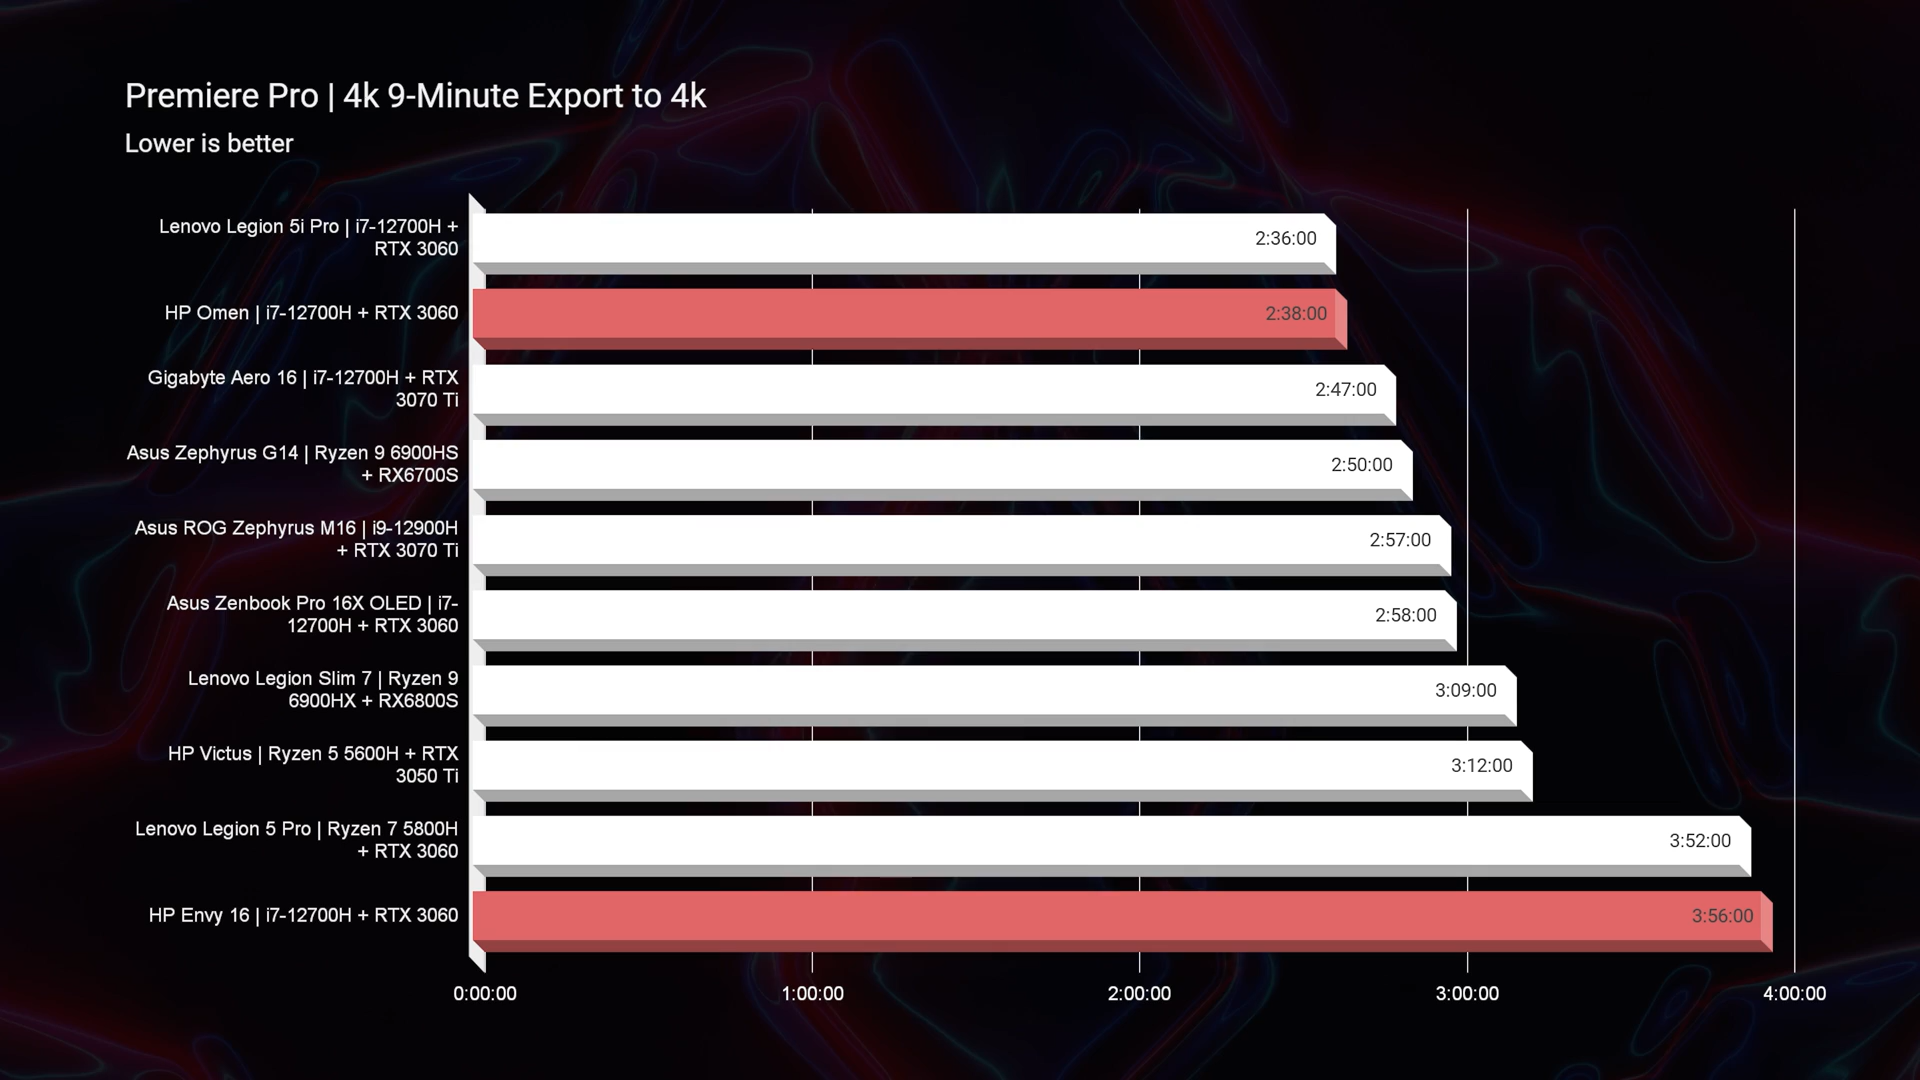 Premiere Pro | 4k 9-Minute Export to 4k
Lower is better
Lenovo Legion 5i Pro | i7-12700H +
RTX 3060
2:36:00
HP Omen | i7-12700H + RTX 3060
2:38:00
Gigabyte Aero 16 | i7-12700H + RTX
3070 Ti
2:47:00
Asus Zephyrus G14 | Ryzen 9 6900HS
+ RX6700S
2:50:00
Asus ROG Zephyrus M16 | i9-12900H
+ RTX 3070 Ti
2:57:00
Asus Zenbook Pro 16X OLED | i7-
12700H + RTX 3060
2:58:00
Lenovo Legion Slim 7 | Ryzen 9
6900HX + RX6800S
3:09:00
HP Victus | Ryzen 5 5600H + RTX
3050 Ti
3:12:00
Lenovo Legion 5 Pro | Ryzen 7 5800H
+ RTX 3060
3:52:00
HP Envy 16 | i7-12700H + RTX 3060
3:56:00
0:00:00 1:00:00 2:00:00 3:00:00 4:00:00